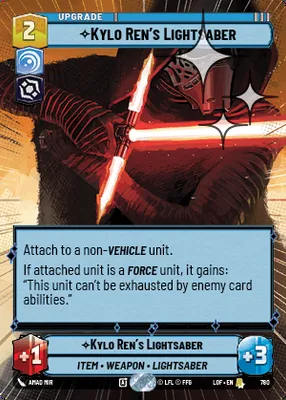 UPGRADE
2
✧KYLO REN'S LIGHTSABER
Attach to a non-VEHICLE unit.
If attached unit is a FORCE unit, it gains:
“This unit can't be exhausted by enemy card
abilities.”
✧KYLO REN'S LIGHTSABER
+1
ITEM • WEAPON • LIGHTSABER
+3
AMAD MIR
A © LFL © FFG
LOF • EN
780